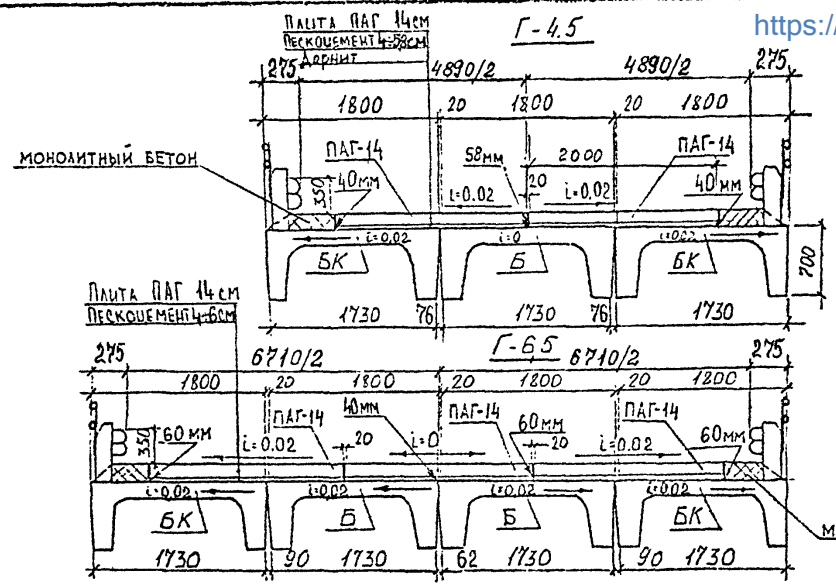 ПЛИТА ПАГ 14см
ПЕСКОЦЕМЕНТ 4-58см
Дорнит
Г-4.5
https:/
275 4890/2 4890/2 275
1800 20 1800 20 1800
МОНОЛИТНЫЙ БЕТОН
ПАГ-14 58мм 2000 ПАГ-14
350 40мм i=0.02 20 i=0.02 40мм
i=0.02 i=0 i=0.02
БК Б БК
700
1730 76 1730 76 1730
ПЛИТА ПАГ 14см
ПЕСКОЦЕМЕНТ 4-6см
Г-6,5
275 6710/2 6710/2 275
1800 20 1800 20 1800 20 1800
350 60мм i=0.02 ПАГ-14 20 40мм i=0 ПАГ-14 60мм 20 i=0.02 ПАГ-14 60мм
i=0.02 i=0.02 i=0.02 i=0.02
БК Б Б БК
М
1730 90 1730 62 1730 90 1730